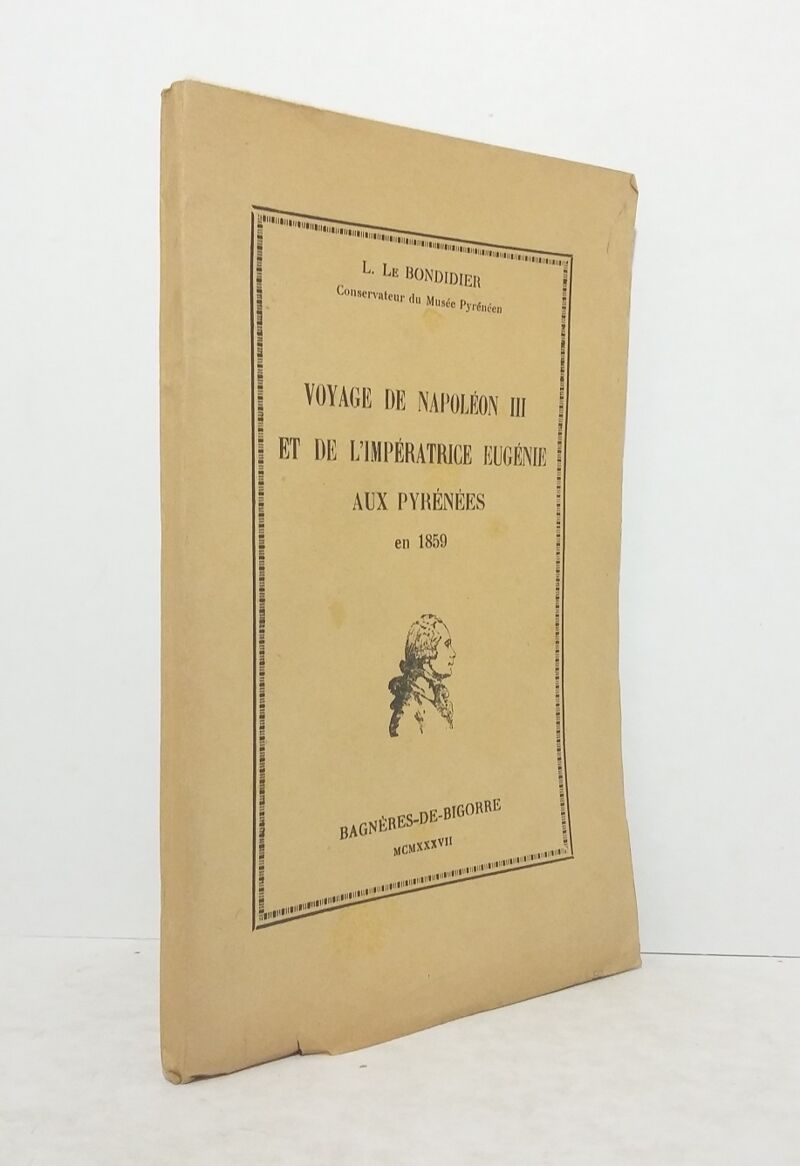 L. LE BONDIDIER
Conservateur du Musée Pyrénéen
VOYAGE DE NAPOLÉON III
ET DE L'IMPÉRATRICE EUGÉNIE
AUX PYRÉNÉES
en 1859
BAGNÈRES-DE-BIGORRE
MCMXXXVII